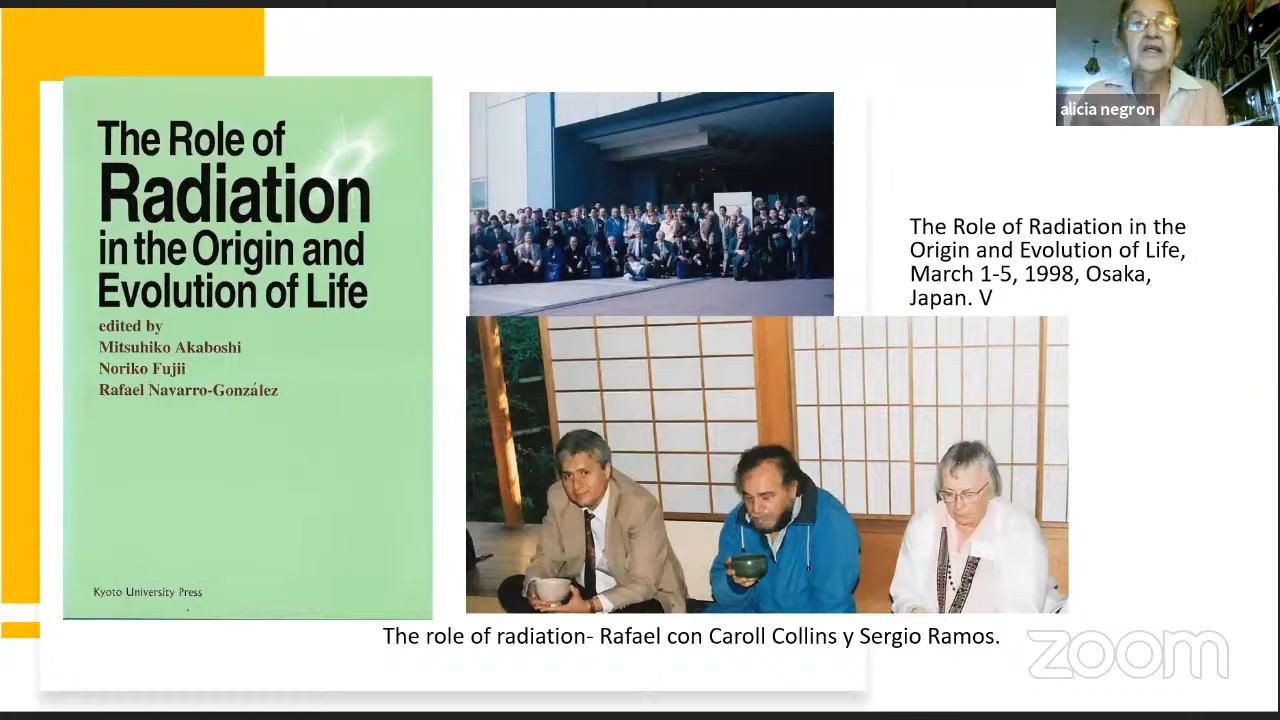 The Role of
Radiation
in the Origin and
Evolution of Life
edited by
Mitsuhiko Akaboshi
Noriko Fujii
Rafael Navarro-González
Kyoto University Press
alicia negron
The Role of Radiation in the
Origin and Evolution of Life,
March 1-5, 1998, Osaka,
Japan. V
The role of radiation- Rafael con Caroll Collins y Sergio Ramos.
zoom